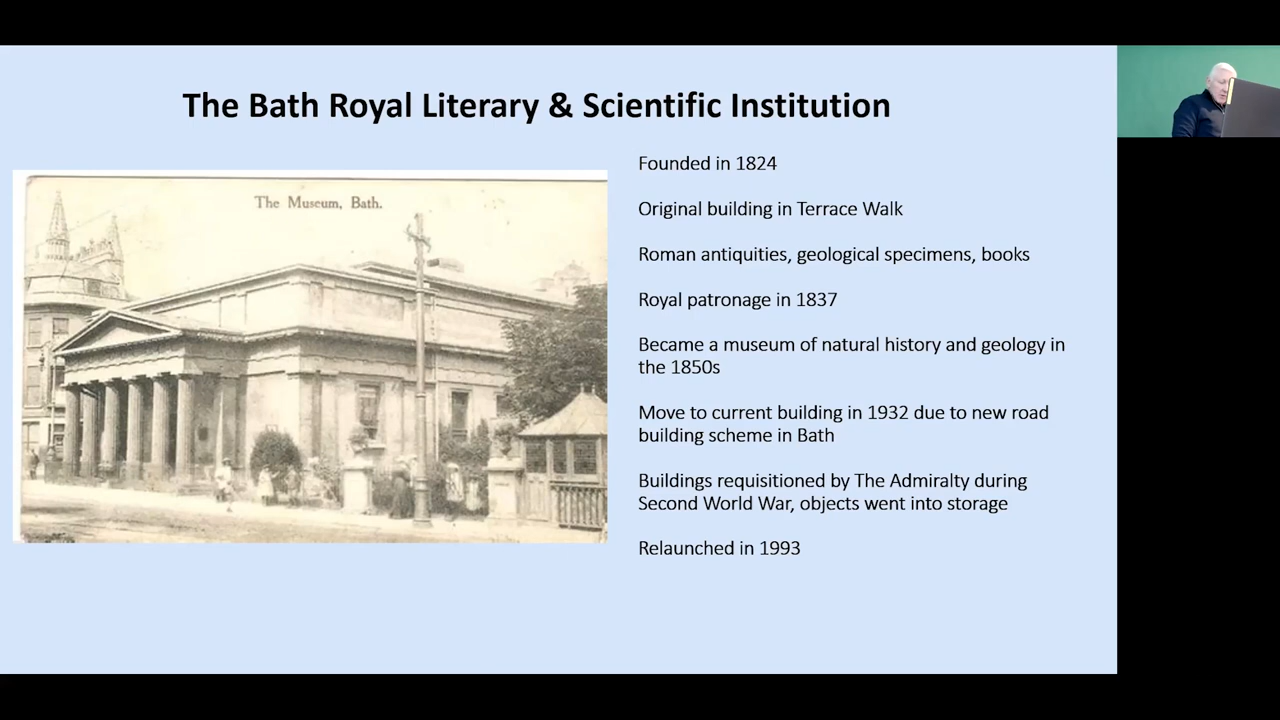 The Bath Royal Literary & Scientific Institution
The Museum, Bath.
Founded in 1824
Original building in Terrace Walk
Roman antiquities, geological specimens, books
Royal patronage in 1837
Became a museum of natural history and geology in
the 1850s
Move to current building in 1932 due to new road
building scheme in Bath
Buildings requisitioned by The Admiralty during
Second World War, objects went into storage
Relaunched in 1993